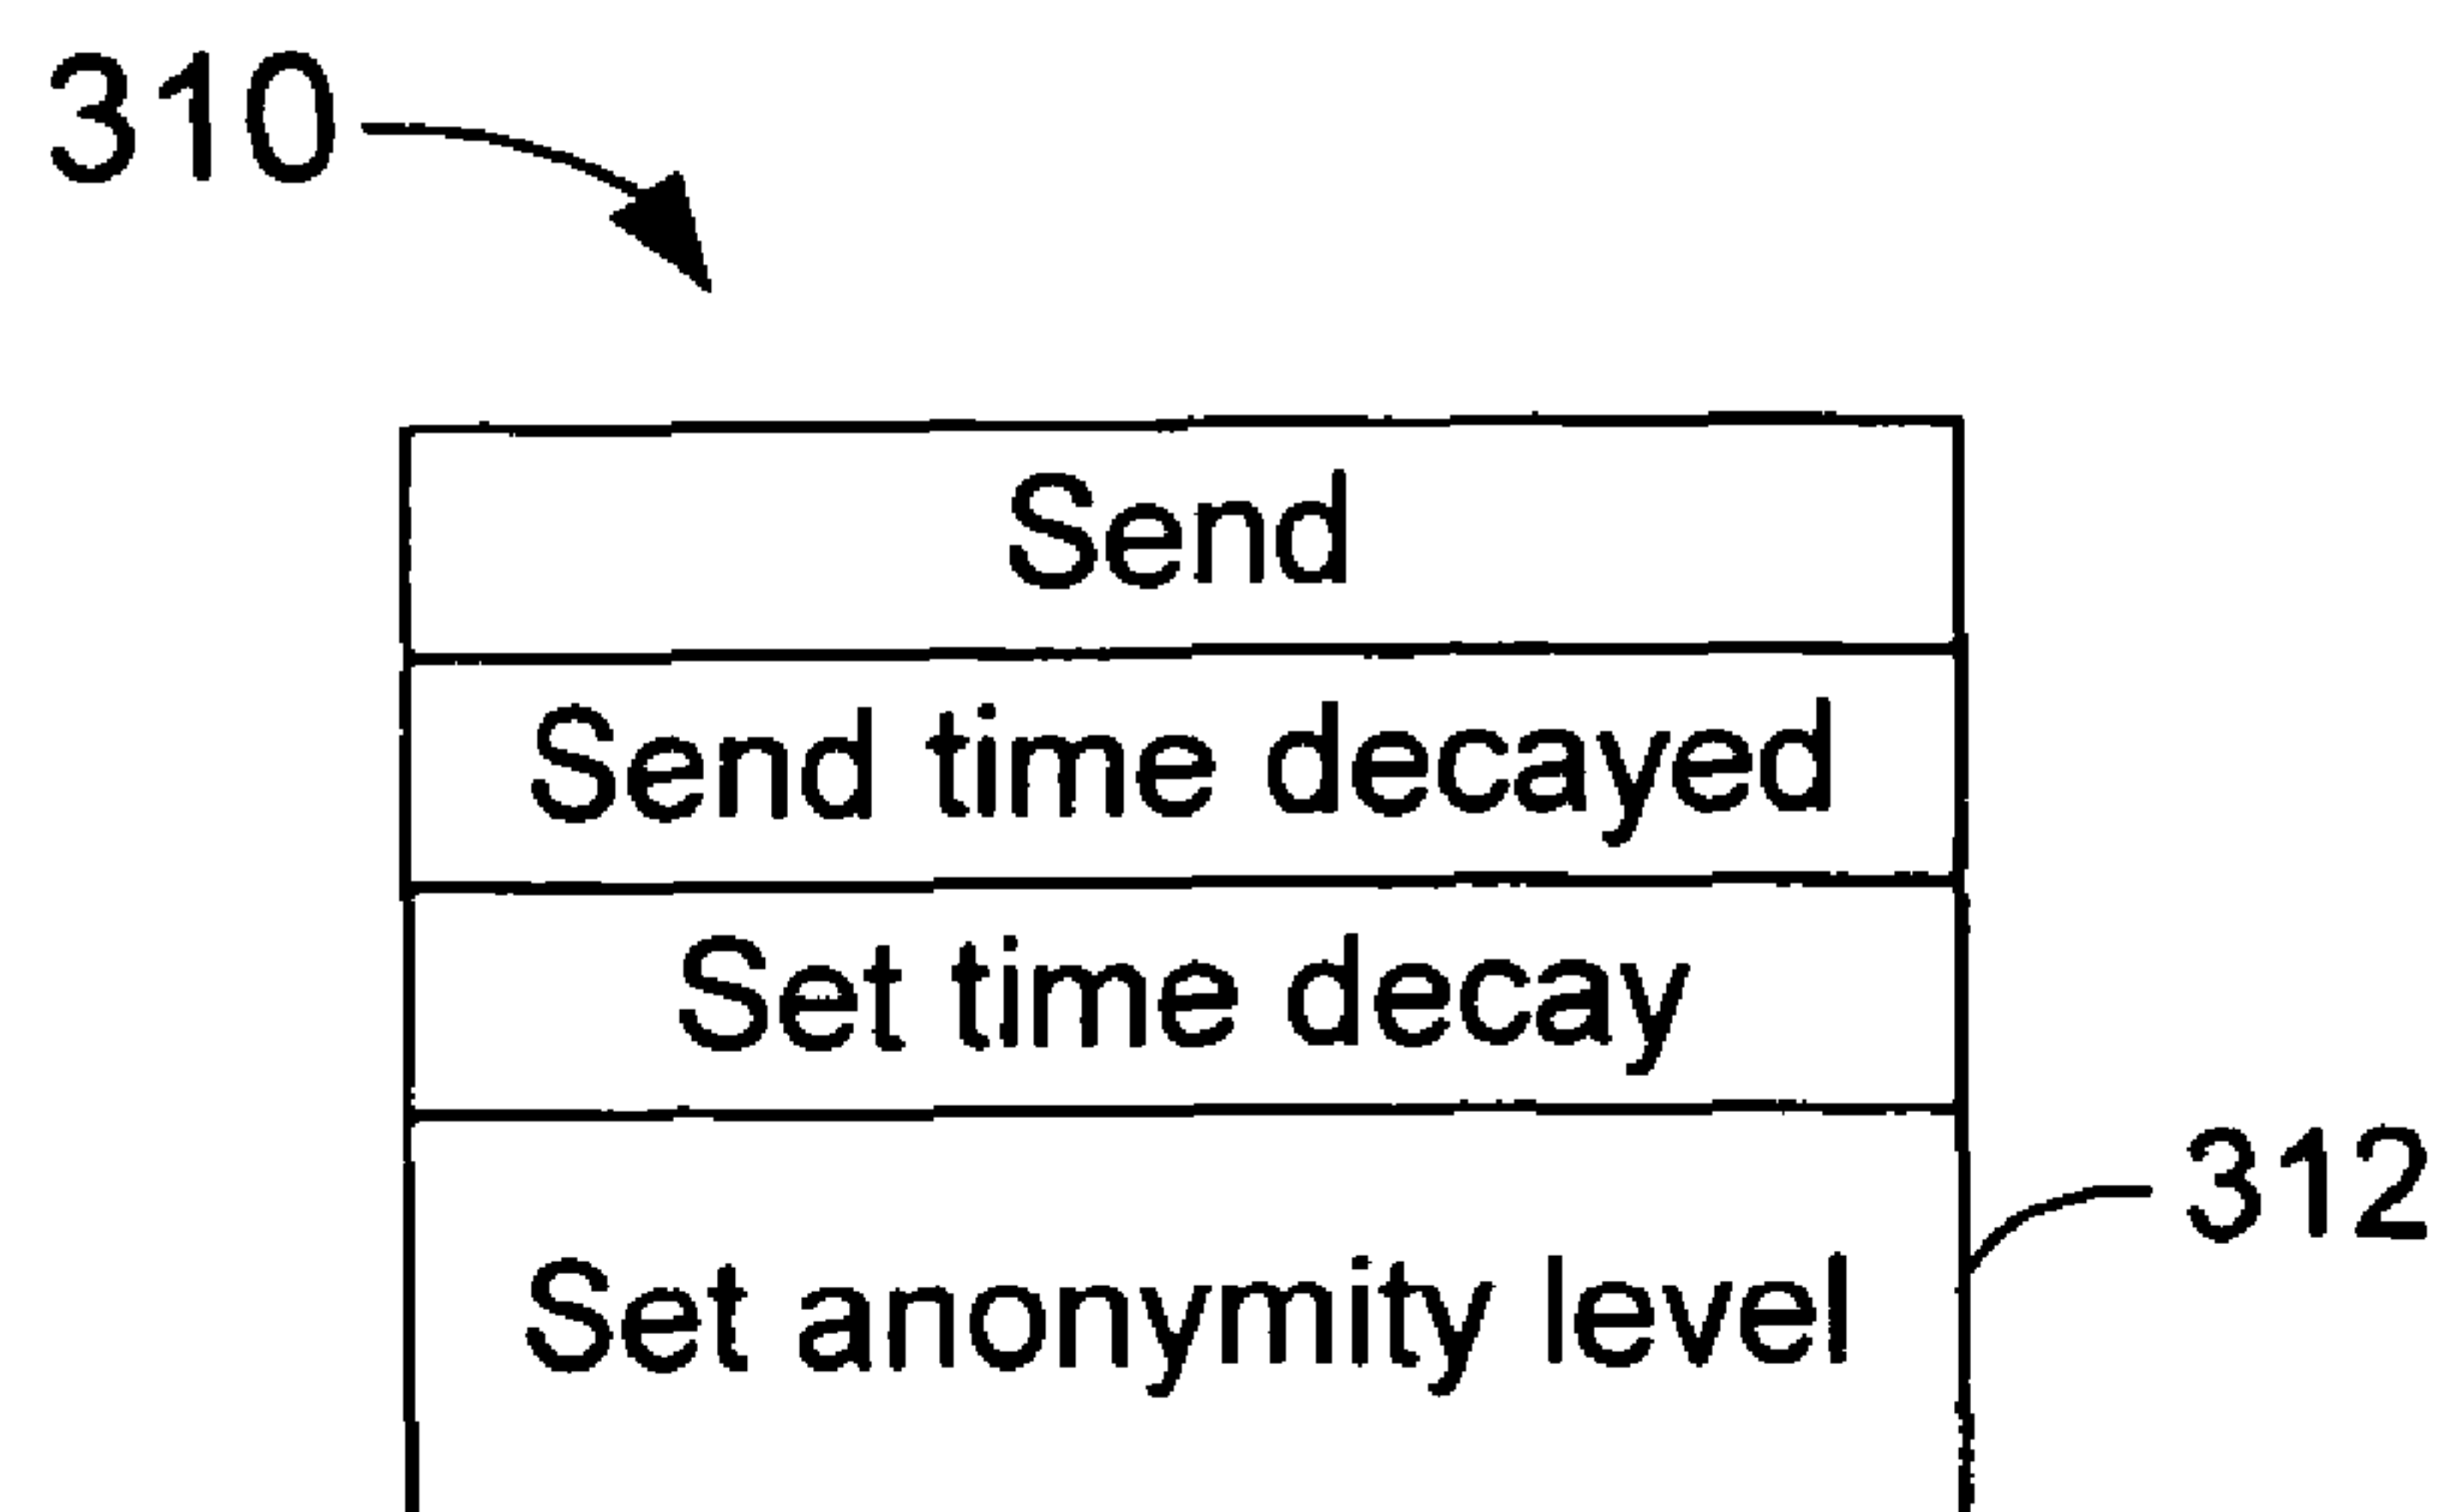 310
Send
Send time decayed
Set time decay
312
Set anonymity level